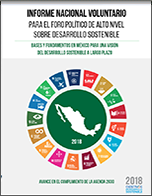 INFORME NACIONAL VOLUNTARIO
PARA EL FORO POLÍTICO DE ALTO NIVEL
SOBRE DESARROLLO SOSTENIBLE
BASES Y FUNDAMENTOS EN MÉXICO PARA UNA VISIÓN
DEL DESARROLLO SOSTENIBLE A LARGO PLAZO
2018
AVANCE EN EL CUMPLIMIENTO DE LA AGENDA 2030
2018